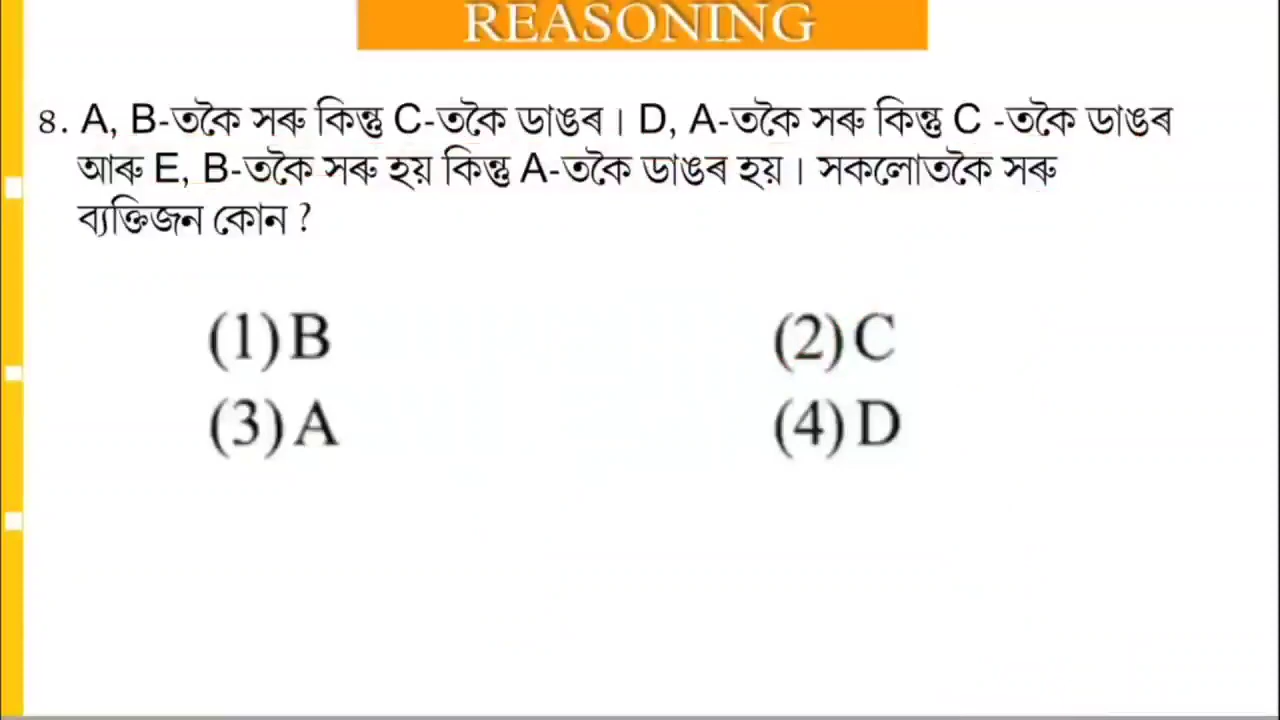 REASONING
8. A, B-তকৈ সৰু কিন্তু C-তকৈ ডাঙৰ । D, A-তকৈ সৰু কিন্তু C -তকৈ ডাঙৰ
আৰু E, B-তকৈ সৰু হয় কিন্তু A-তকৈ ডাঙৰ হয় । সকলোতকৈ সৰু
ব্যক্তিজন কোন ?
(1) B (2) C
(3) A (4) D